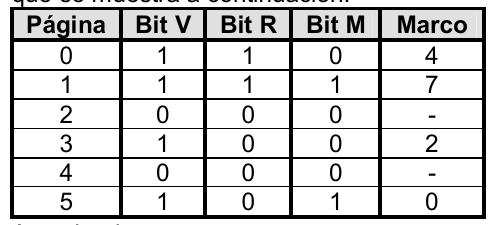 que se muestra a continuación.
Página Bit V Bit R Bit M Marco
0 1 1 0 4
1 1 1 1 7
2 0 0 0 -
3 1 0 0 2
4 0 0 0 -
5 1 0 1 0